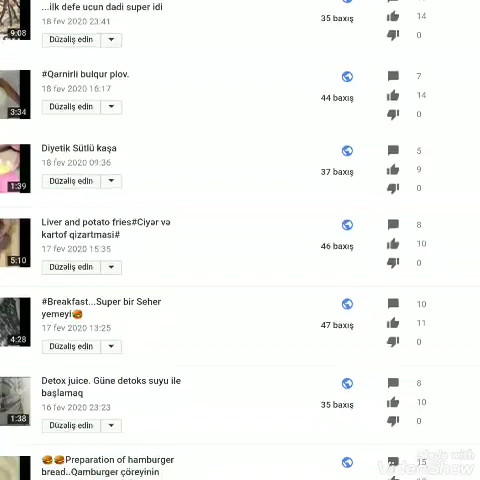 ...ilk defe ucun dadi super idi
18 fev 2020 23:41
35 baxış
14
9:08
Düzəliş edin
0
#Qarnirli bulqur plov.
7
18 fev 2020 16:17
44 baxış
14
3:34
Düzəliş edin
0
Diyetik Sütlü kaşa
5
18 fev 2020 09:36
37 baxış
9
1:39
Düzəliş edin
0
Liver and potato fries#Ciyər və
kartof qizartmasi#
8
17 fev 2020 15:35
46 baxış
10
5:10
Düzəliş edin
0
#Breakfast...Super bir Seher
yemeyi🍔
10
17 fev 2020 13:25
47 baxış
11
4:28
Düzəliş edin
0
Detox juice. Güne detoks suyu ile
başlamaq
8
16 fev 2020 23:23
35 baxış
10
1:38
Düzəliş edin
0
🍔🍔Preparation of hamburger
bread..Qamburger çöreyinin
15
Made with
VideoShow